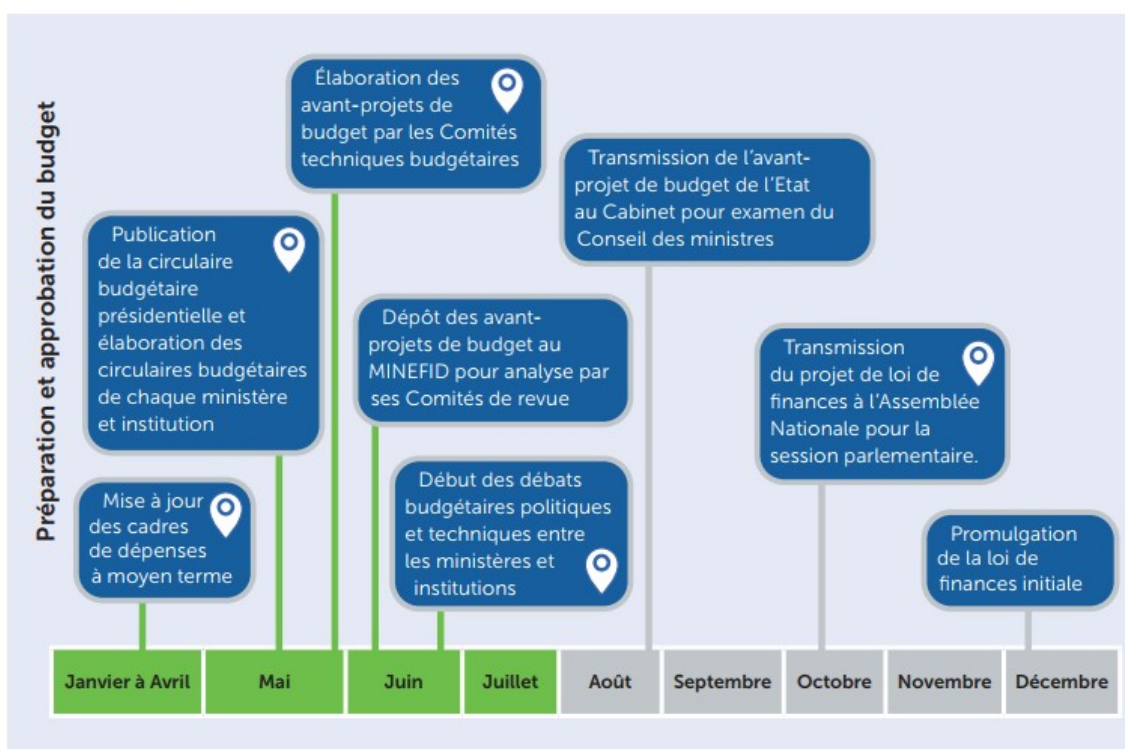 Préparation et approbation du budget
Élaboration des
avant-projets de
budget par les Comités
techniques budgétaires
Transmission de l'avant-
projet de budget de l'Etat
au Cabinet pour examen du
Conseil des ministres
Publication
de la circulaire
budgétaire
présidentielle et
élaboration des
circulaires budgétaires
de chaque ministère
et institution
Dépôt des avant-
projets de budget au
MINEFID pour analyse par
ses Comités de revue
Transmission
du projet de loi de
finances à l'Assemblée
Nationale pour la
session parlementaire.
Mise à jour
des cadres
de dépenses
à moyen terme
Début des débats
budgétaires politiques
et techniques entre
les ministères et
institutions
Promulgation
de la loi de
finances initiale
Janvier à Avril
Mai
Juin
Juillet
Août
Septembre
Octobre
Novembre
Décembre